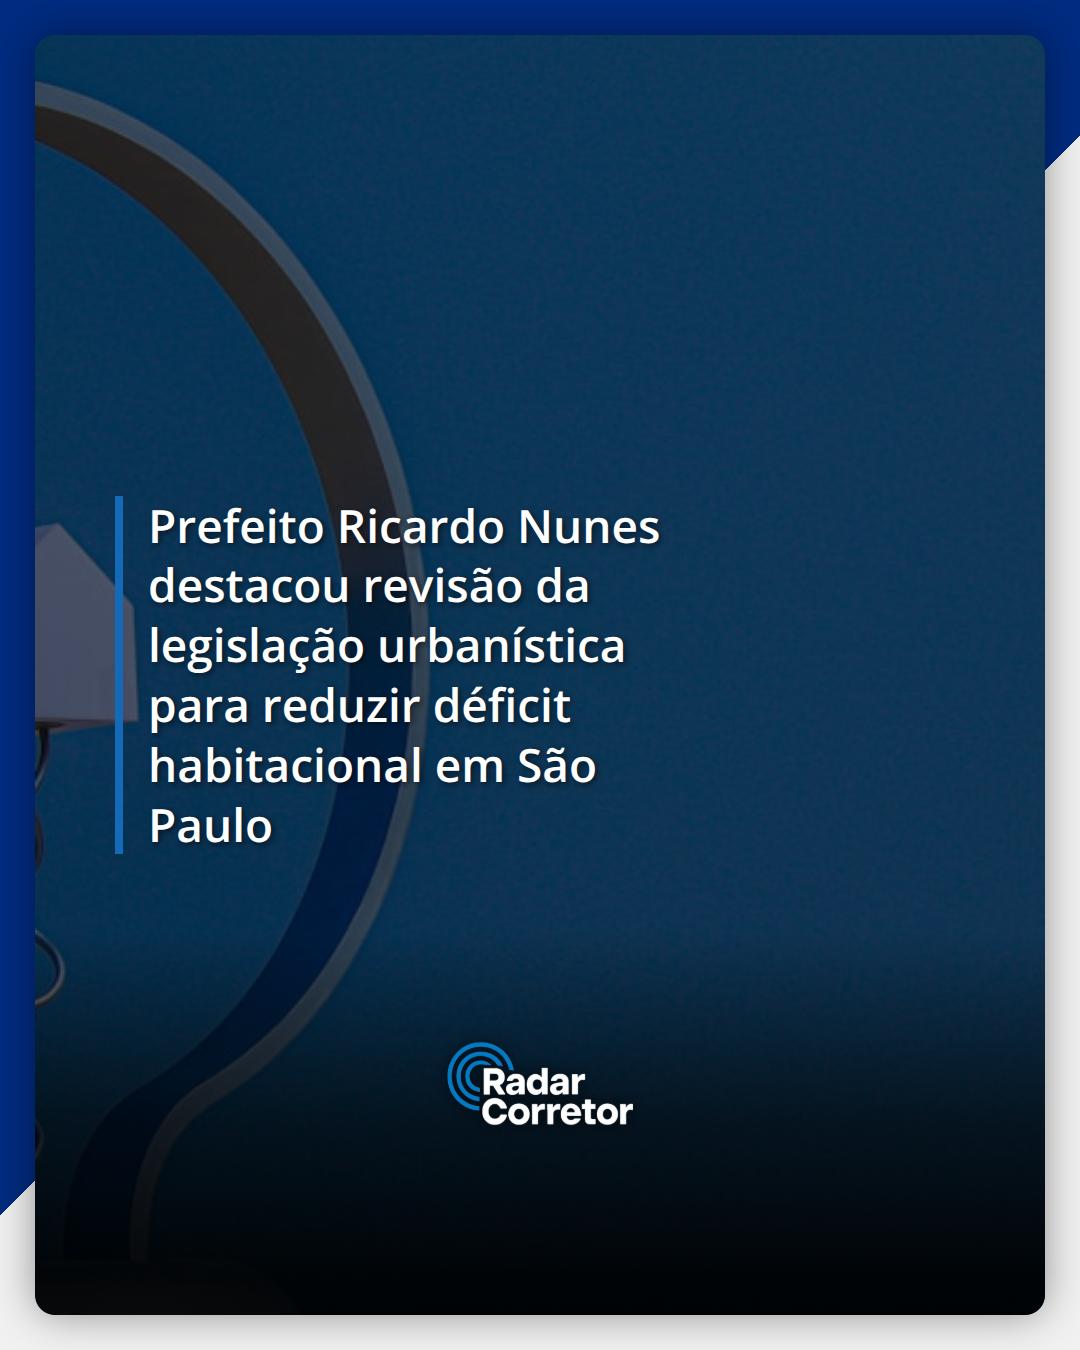 Prefeito Ricardo Nunes
destacou revisão da
legislação urbanística
para reduzir déficit
habitacional em São
Paulo
Radar
Corretor